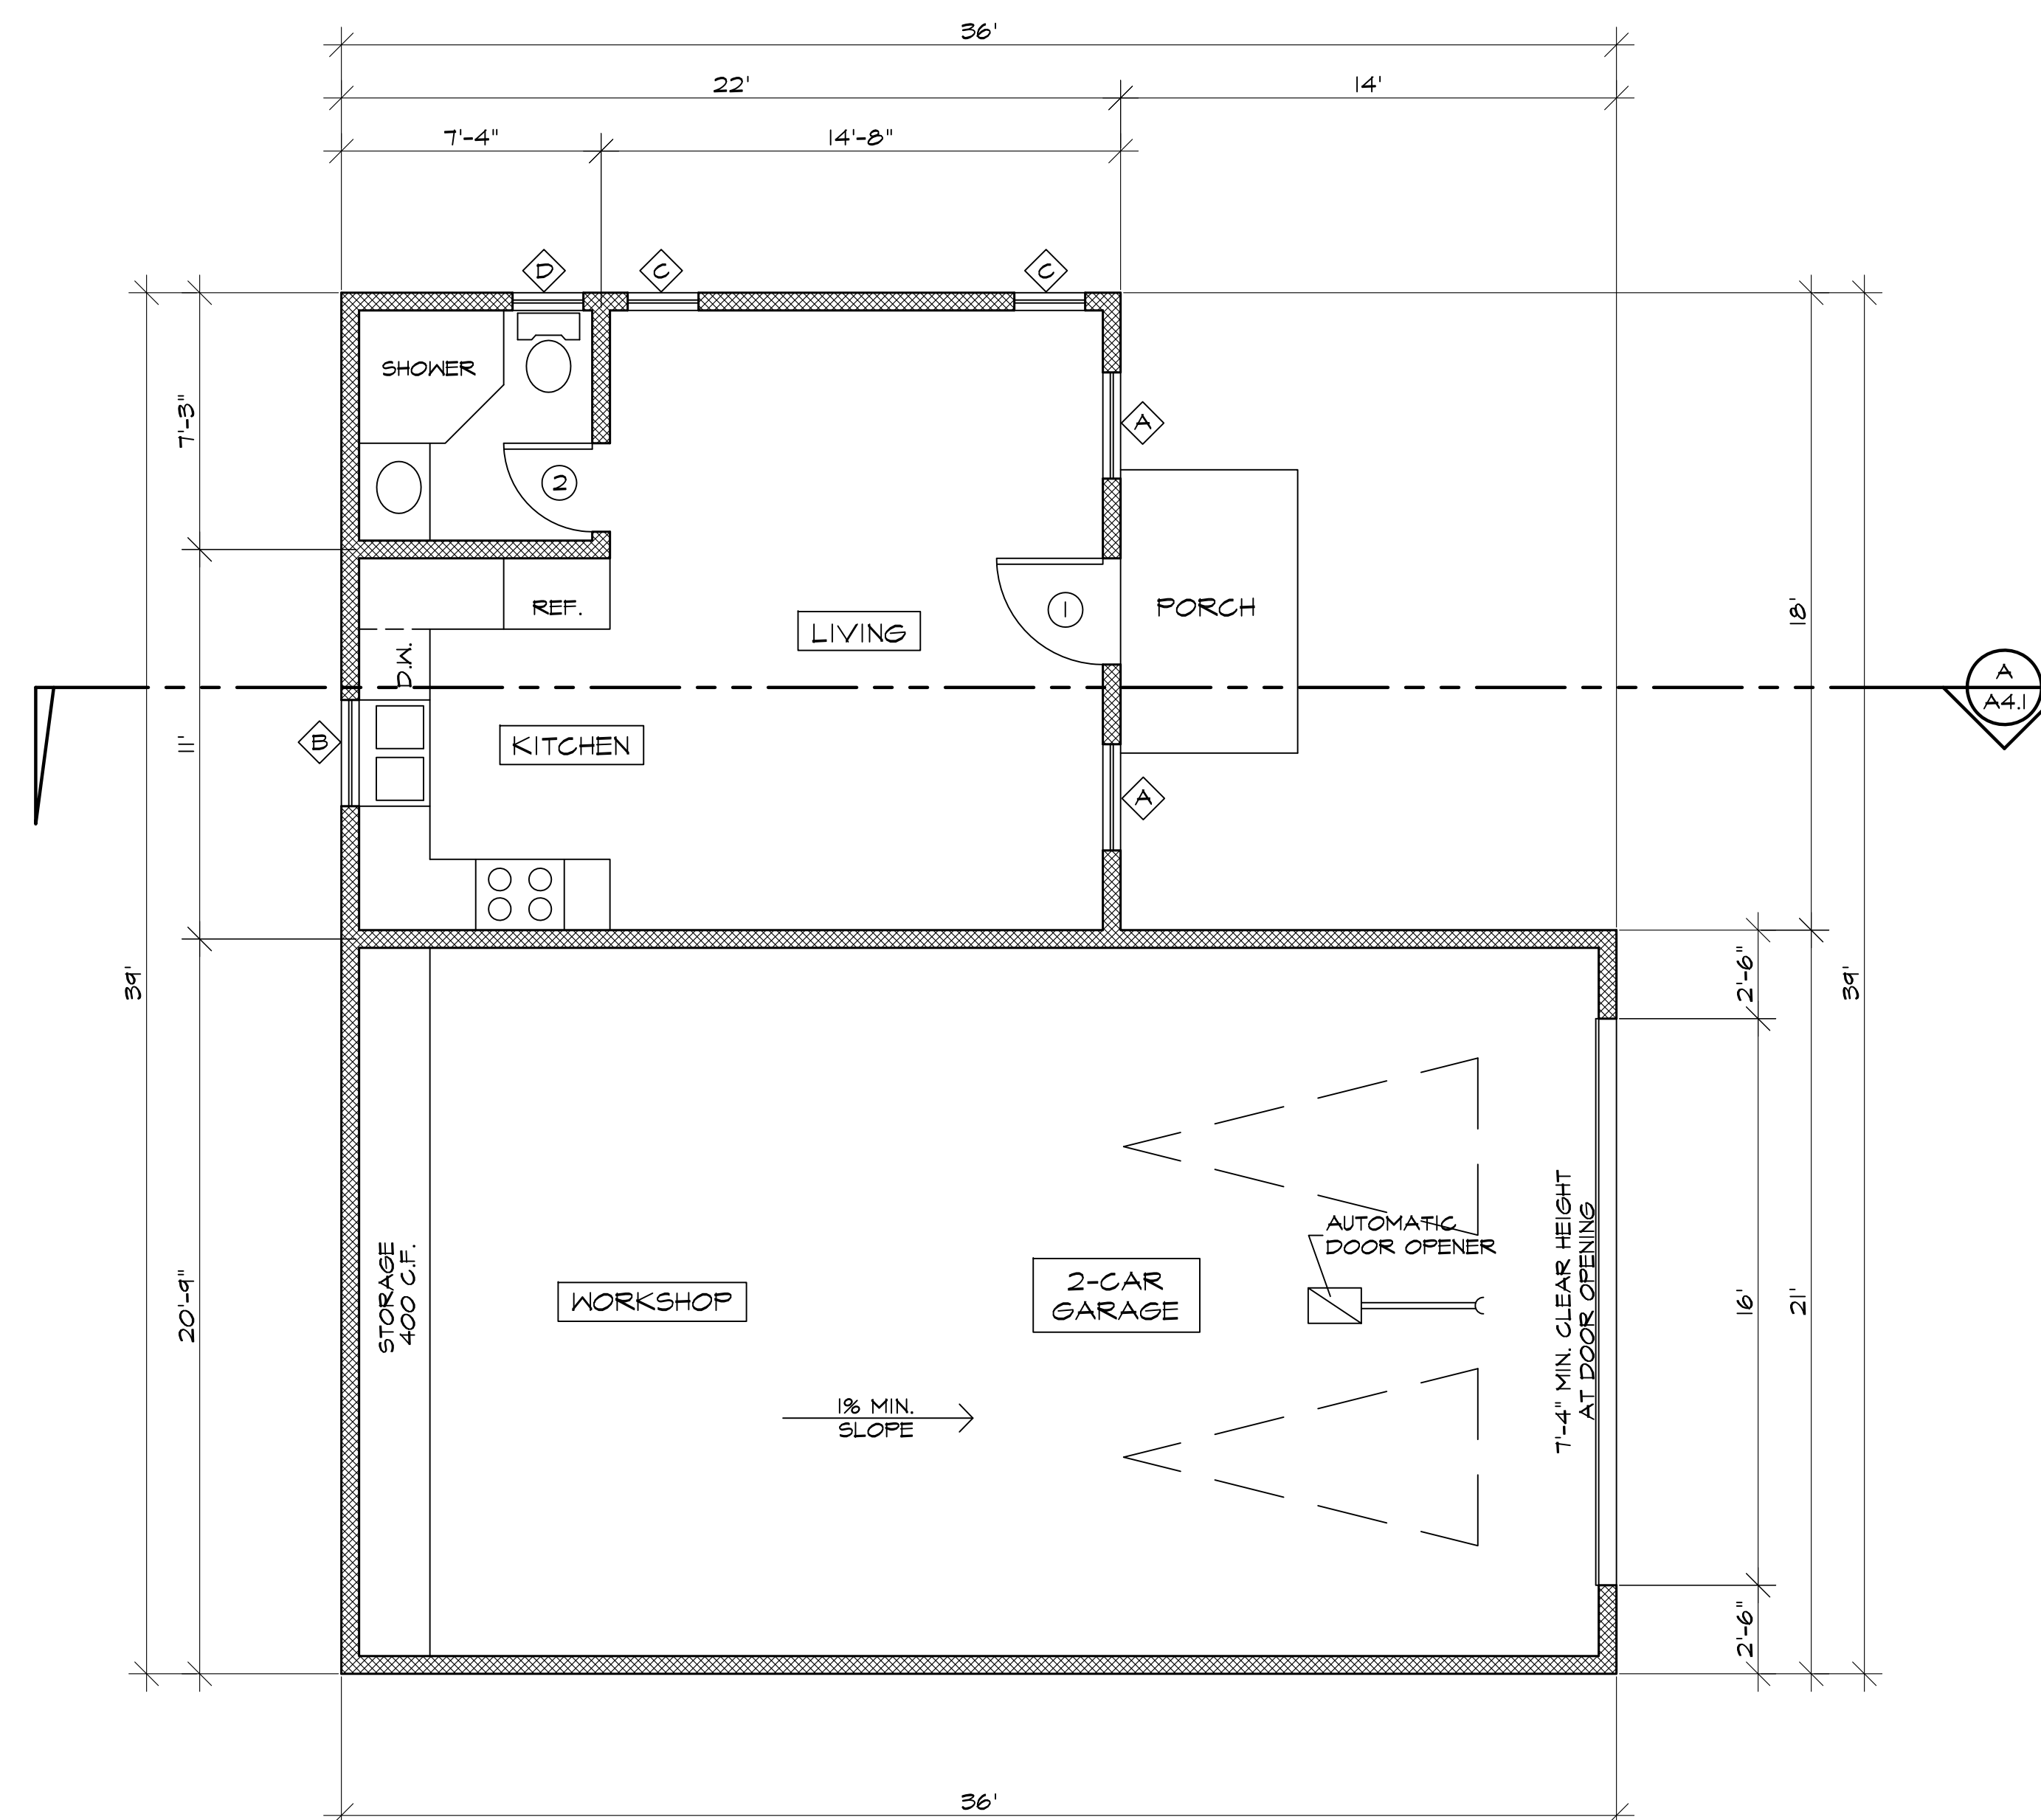 36'
22'
14'
7'-4"
14'-8"
D
C
C
SHOWER
7'-3"
A
2
REF.
LIVING
1
PORCH
18'
D.W.
A
A4.1
B
KITCHEN
11'
A
39'
2'-6"
39'
AUTOMATIC
DOOR OPENER
7'-4" MIN. CLEAR HEIGHT
AT DOOR OPENING
STORAGE
400 C.F.
WORKSHOP
2-CAR
GARAGE
20'-9"
16'
21'
1% MIN.
SLOPE
2'-6"
36'